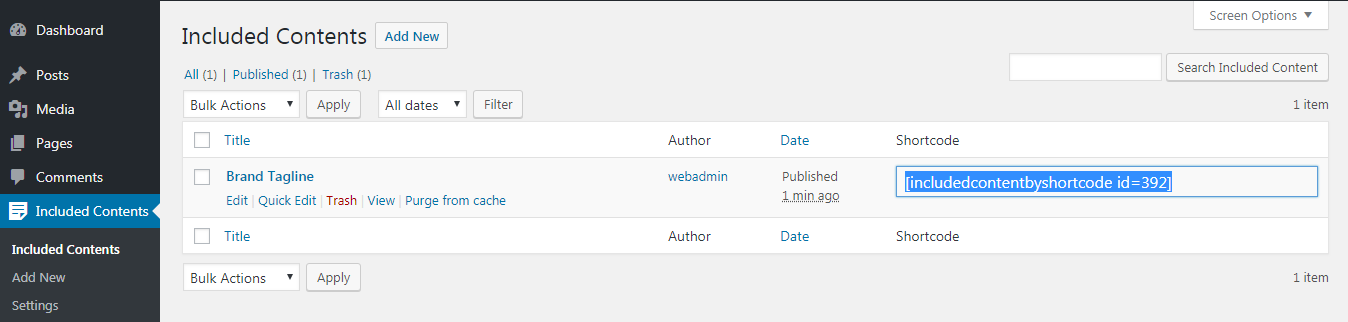 Screen Options ▼
Dashboard
Posts
Media
Pages
Comments
Included Contents
Included Contents
Add New
Settings
Included Contents Add New
All (1) | Published (1) | Trash (1)
Search Included Content
Bulk Actions Apply All dates Filter 1 item
Title Author Date Shortcode
Brand Tagline webadmin Published [includedcontentbyshortcode id=392]
1 min ago
Edit | Quick Edit | Trash | View | Purge from cache
Title Author Date Shortcode
Bulk Actions Apply 1 item